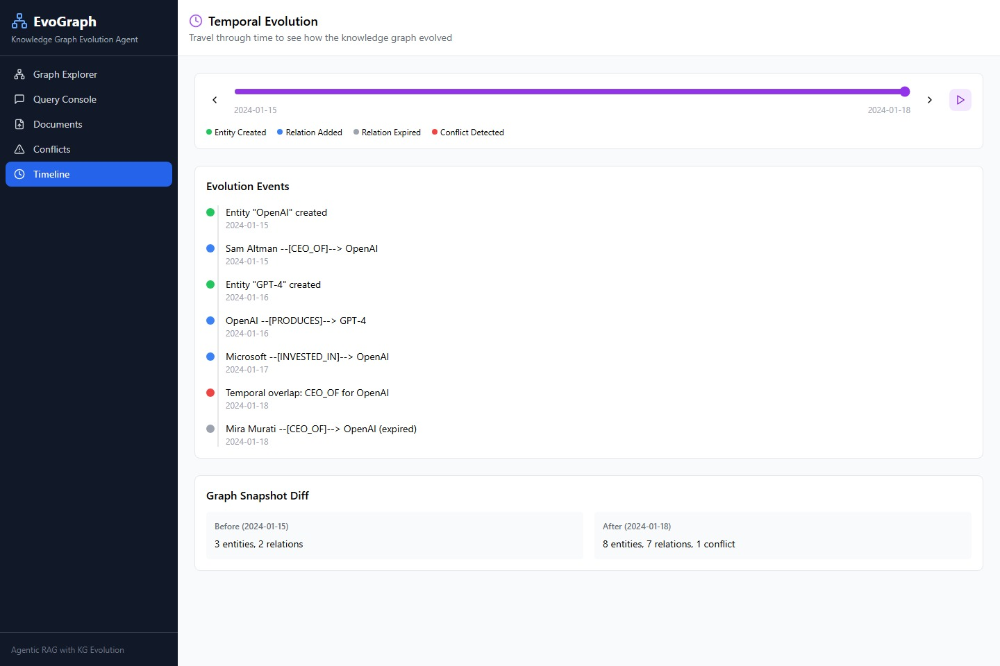 EvoGraph
Knowledge Graph Evolution Agent
Graph Explorer
Query Console
Documents
Conflicts
Timeline
Agentic RAG with KG Evolution
Temporal Evolution
Travel through time to see how the knowledge graph evolved
2024-01-15 2024-01-18
Entity Created Relation Added Relation Expired Conflict Detected
Evolution Events
Entity "OpenAI" created
2024-01-15
Sam Altman --[CEO_OF]--> OpenAI
2024-01-15
Entity "GPT-4" created
2024-01-16
OpenAI --[PRODUCES]--> GPT-4
2024-01-16
Microsoft --[INVESTED_IN]--> OpenAI
2024-01-17
Temporal overlap: CEO_OF for OpenAI
2024-01-18
Mira Murati --[CEO_OF]--> OpenAI (expired)
2024-01-18
Graph Snapshot Diff
Before (2024-01-15)
3 entities, 2 relations
After (2024-01-18)
8 entities, 7 relations, 1 conflict